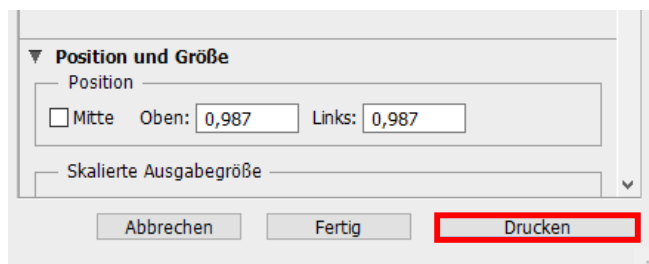 Position und Größe
Position
Mitte Oben: 0,987 Links: 0,987
Skalierte Ausgabegröße
Abbrechen Fertig Drucken